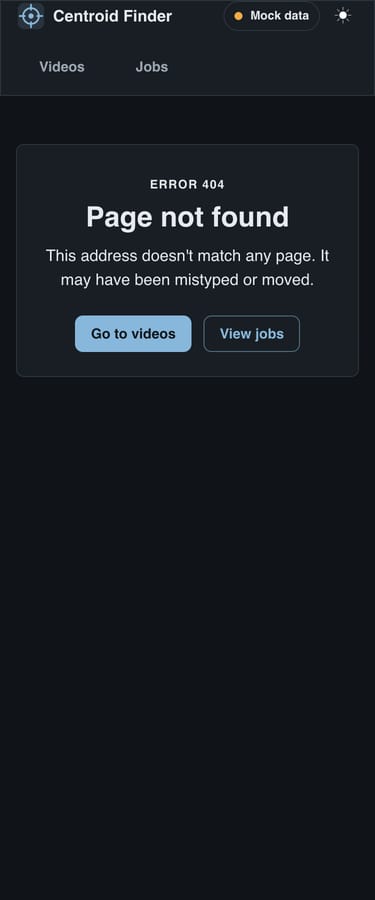 Centroid Finder
Mock data
Videos
Jobs
ERROR 404
Page not found
This address doesn't match any page. It
may have been mistyped or moved.
Go to videos
View jobs